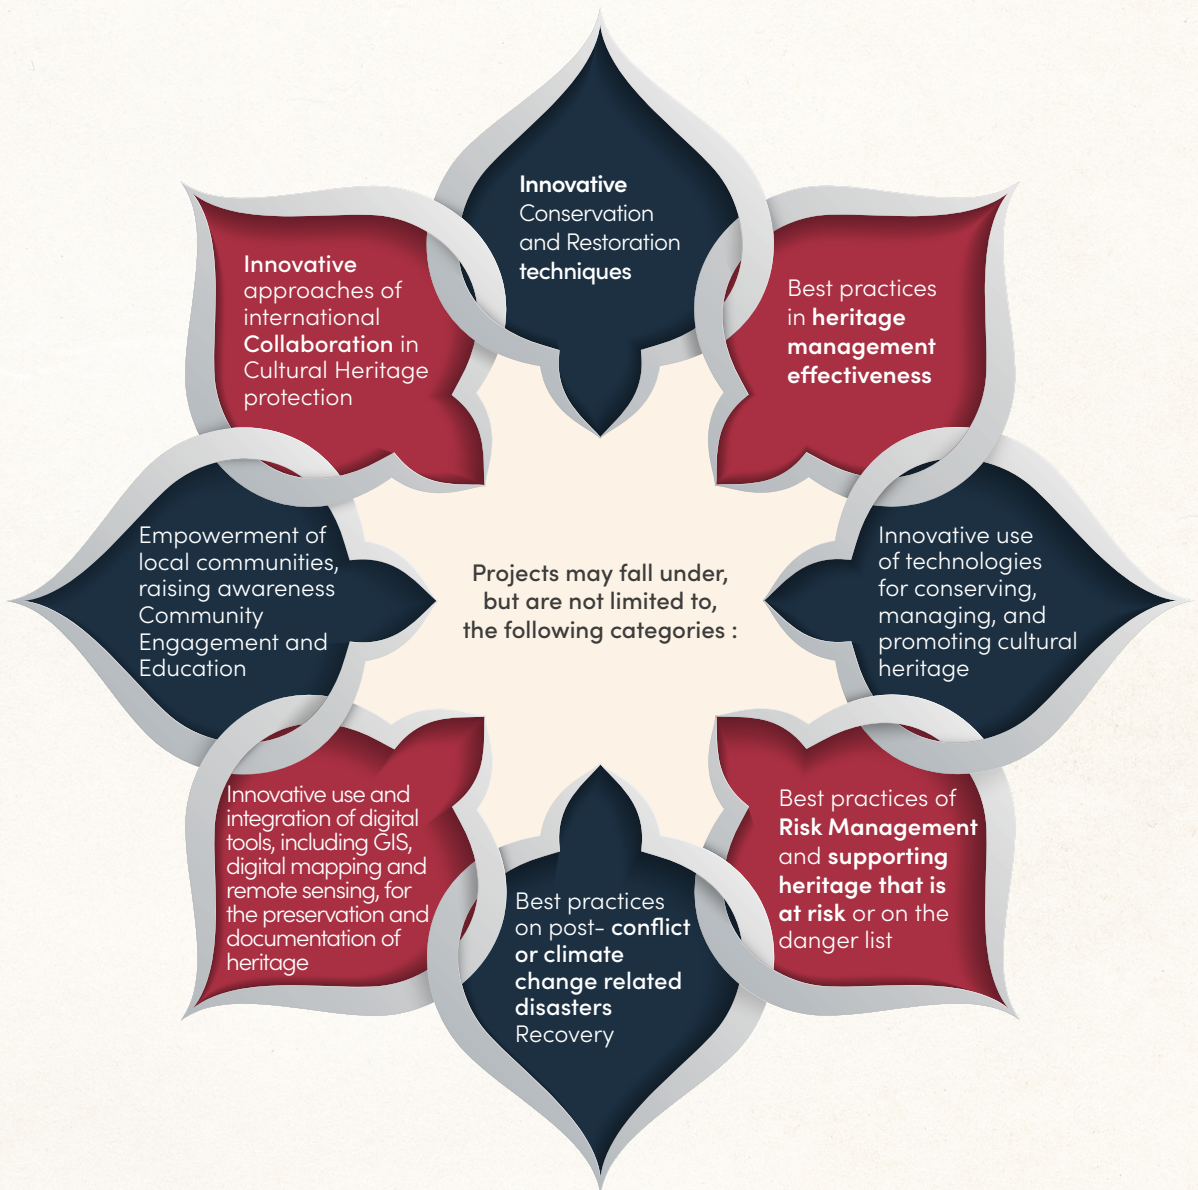 Innovative
Conservation
and Restoration
techniques
Innovative
approaches of
international
Collaboration in
Cultural Heritage
protection
Best practices
in heritage
management
effectiveness
Empowerment of
local communities,
raising awareness
Community
Engagement and
Education
Projects may fall under,
but are not limited to,
the following categories :
Innovative use
of technologies
for conserving,
managing, and
promoting cultural
heritage
Innovative use and
integration of digital
tools, including GIS,
digital mapping and
remote sensing, for
the preservation and
documentation of
heritage
Best practices
on post- conflict
or climate
change related
disasters
Recovery
Best practices of
Risk Management
and supporting
heritage that is
at risk or on the
danger list